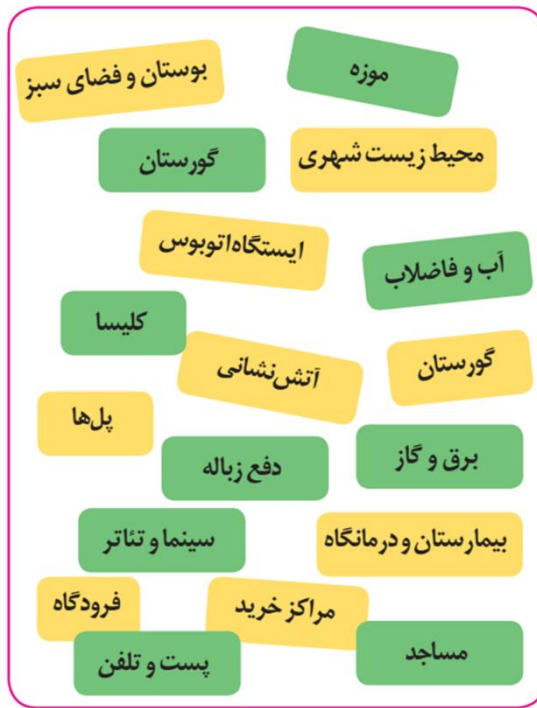 موزه
بوستان و فضای سبز
محیط زیست شهری
گورستان
ایستگاه اتوبوس
آب و فاضلاب
کلیسا
آتش‌نشانی
گورستان
پل‌ها
برق و گاز
دفع زباله
سینما و تئاتر
بیمارستان و درمانگاه
فرودگاه
مراکز خرید
مساجد
پست و تلفن